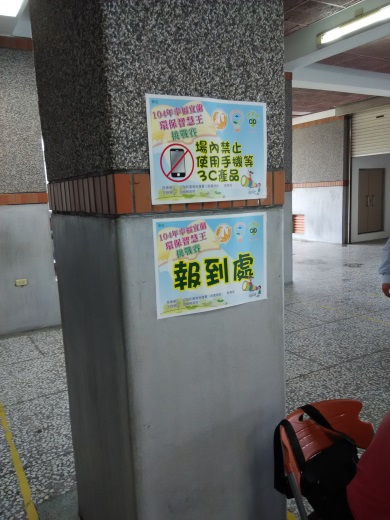 104年幸福宜蘭
環保智慧王
挑戰賽
場內禁止
使用手機等
3C產品
104年幸福宜蘭
環保智慧王
挑戰賽
報到處